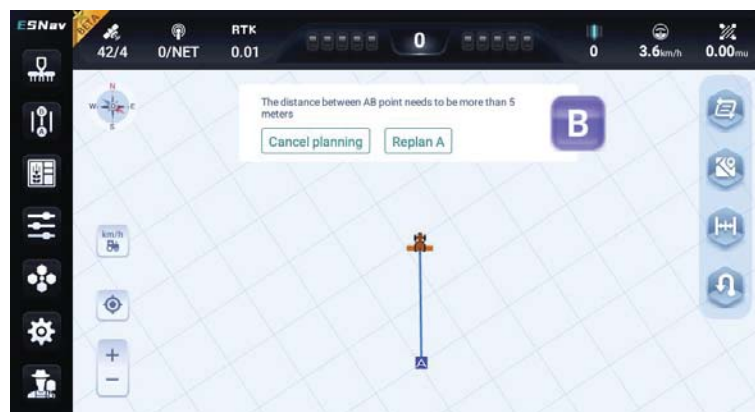 ESNav
BETA
42/4
0/NET
RTK
0.01
0
0
3.6km/h
0.00mu
N
W
E
S
The distance between AB point needs to be more than 5
meters
Cancel planning
Replan A
B
km/h
A